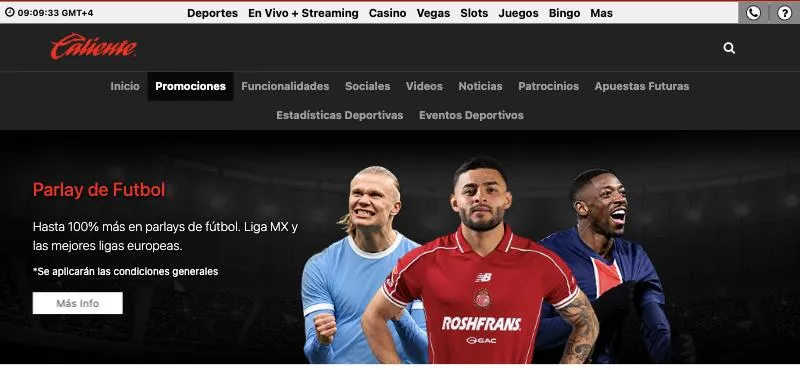 09:09:33 GMT+4
Deportes En Vivo + Streaming Casino Vegas Slots Juegos Bingo Mas
Caliente
Inicio Promociones Funcionalidades Sociales Videos Noticias Patrocinios Apuestas Futuras
Estadísticas Deportivas Eventos Deportivos
Parlay de Futbol
Hasta 100% más en parlays de fútbol. Liga MX y
las mejores ligas europeas.
*Se aplicarán las condiciones generales
Más Info
NB
ROSHFRANS
GAC